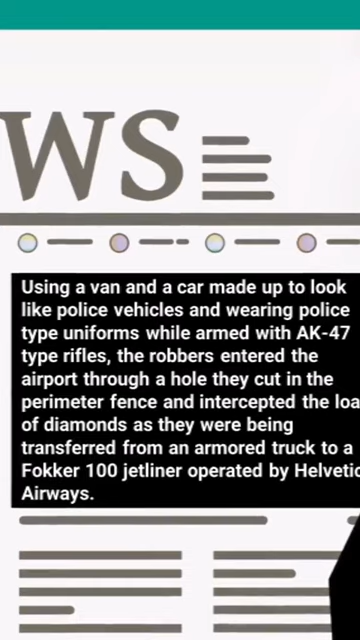 WS
Using a van and a car made up to look
like police vehicles and wearing police
type uniforms while armed with AK-47
type rifles, the robbers entered the
airport through a hole they cut in the
perimeter fence and intercepted the loa
of diamonds as they were being
transferred from an armored truck to a
Fokker 100 jetliner operated by Helvetic
Airways.